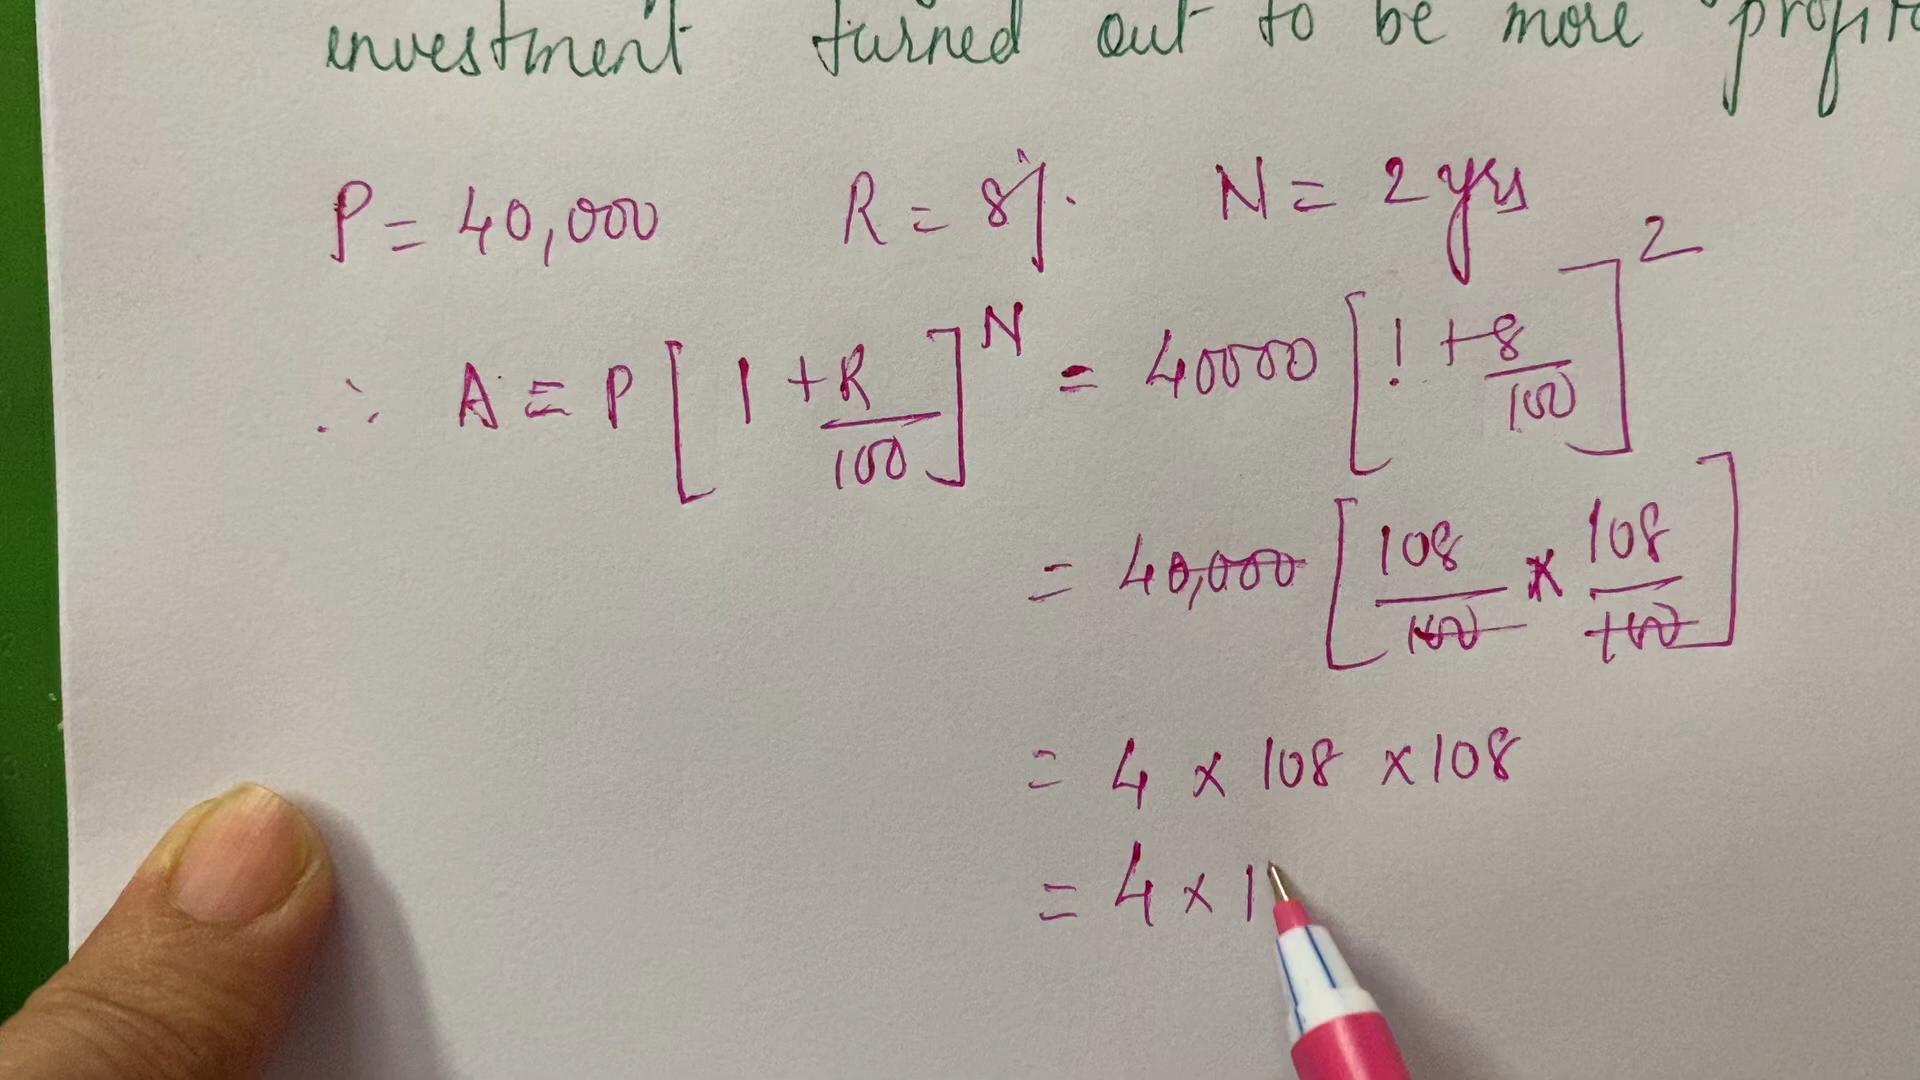 investment turned out to be more
P = 40,000 R = 8%. N = 2 yrs
∴ A = P [1 + R/100]^N = 40000 [1 + 8/100]^2
= 40,000 [108/100 × 108/100]
= 4 × 108 × 108
= 4 × 1